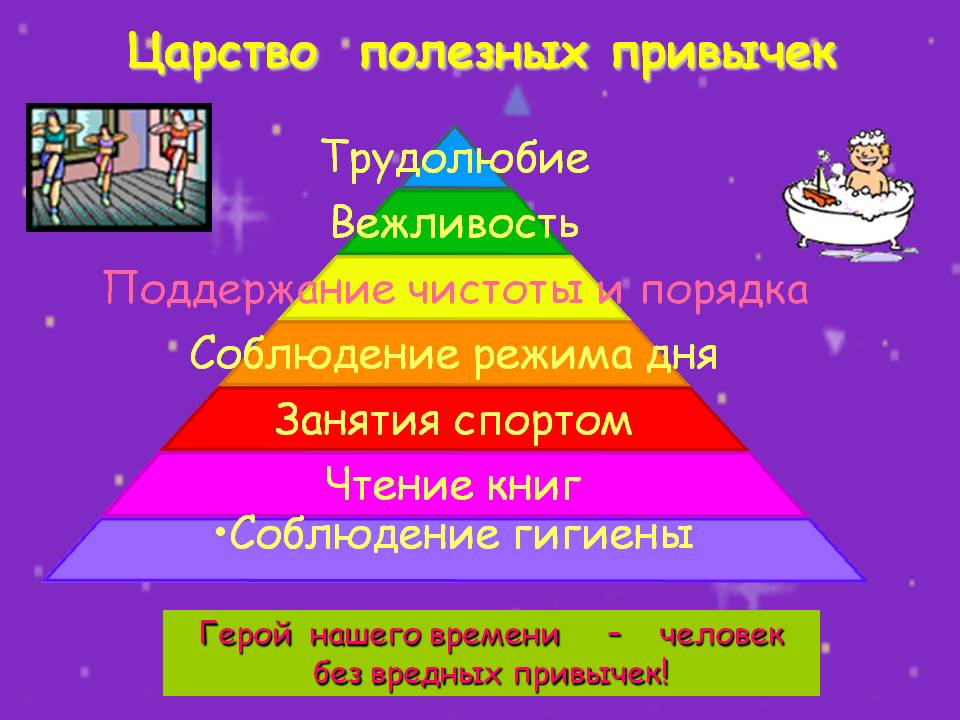 Царство полезных привычек
Трудолюбие
Вежливость
Поддержание чистоты и порядка
Соблюдение режима дня
Занятия спортом
Чтение книг
•Соблюдение гигиены
Герой нашего времени – человек
без вредных привычек!